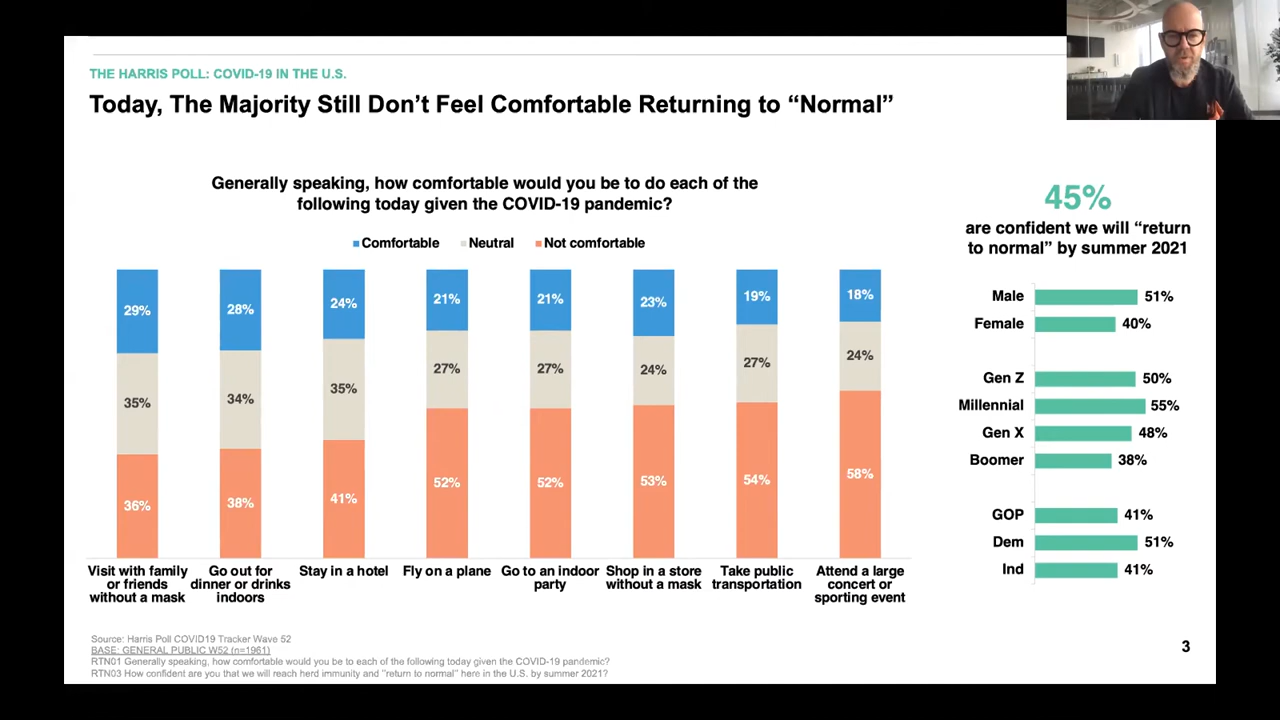 THE HARRIS POLL: COVID-19 IN THE U.S.
Today, The Majority Still Don’t Feel Comfortable Returning to “Normal”
Generally speaking, how comfortable would you be to do each of the
following today given the COVID-19 pandemic?
Comfortable Neutral Not comfortable
29% 28% 24% 21% 21% 23% 19% 18%
35% 34% 35% 27% 27% 24% 27% 24%
36% 38% 41% 52% 52% 53% 54% 58%
Visit with family
or friends
without a mask
Go out for
dinner or drinks
indoors
Stay in a hotel
Fly on a plane
Go to an indoor
party
Shop in a store
without a mask
Take public
transportation
Attend a large
concert or
sporting event
45%
are confident we will “return
to normal” by summer 2021
Male 51%
Female 40%
Gen Z 50%
Millennial 55%
Gen X 48%
Boomer 38%
GOP 41%
Dem 51%
Ind 41%
Source: Harris Poll COVID19 Tracker Wave 52
BASE: GENERAL PUBLIC W52 (n=1961)
RTN01 Generally speaking, how comfortable would you be to each of the following today given the COVID-19 pandemic?
RTN03 How confident are you that we will reach herd immunity and "return to normal" here in the U.S. by summer 2021?
3